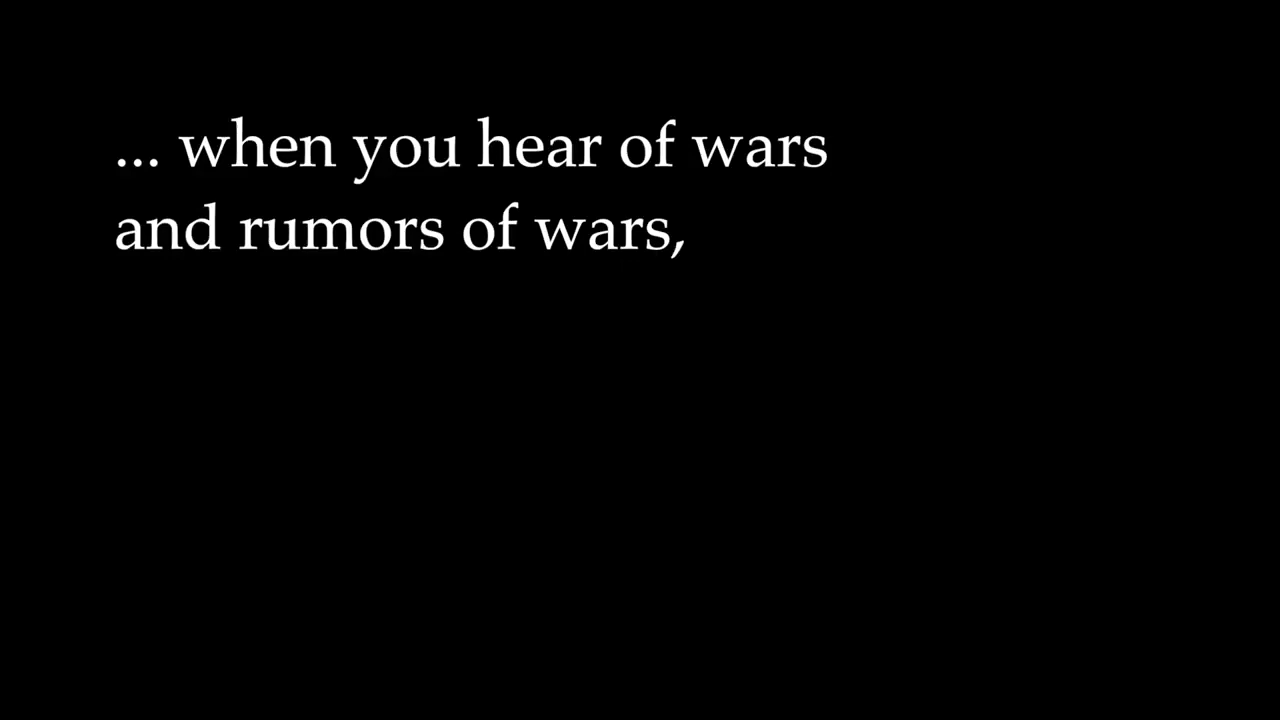 ... when you hear of wars
and rumors of wars,